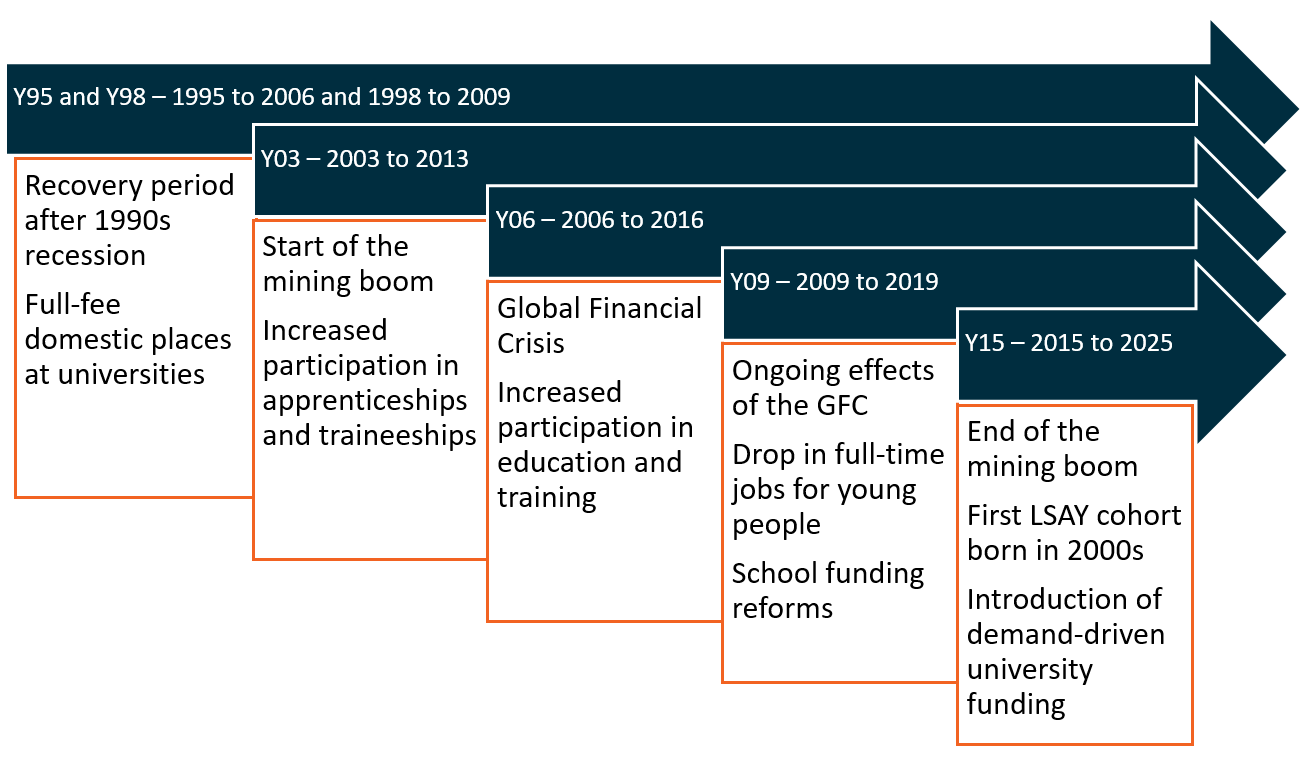 Y95 and Y98 – 1995 to 2006 and 1998 to 2009
Recovery period
after 1990s
recession
Full-fee
domestic places
at universities
Y03 – 2003 to 2013
Start of the
mining boom
Increased
participation in
apprenticeships
and traineeships
Y06 – 2006 to 2016
Global Financial
Crisis
Increased
participation in
education and
training
Y09 – 2009 to 2019
Ongoing effects
of the GFC
Drop in full-time
jobs for young
people
School funding
reforms
Y15 – 2015 to 2025
End of the
mining boom
First LSAY cohort
born in 2000s
Introduction of
demand-driven
university
funding